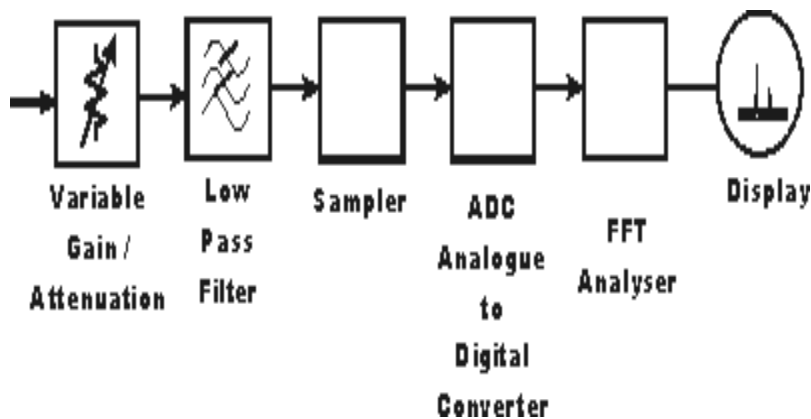 Variable
Gain /
Attenuation
Low
Pass
Filter
Sampler
ADC
Analogue
to
Digital
Converter
FFT
Analyser
Display